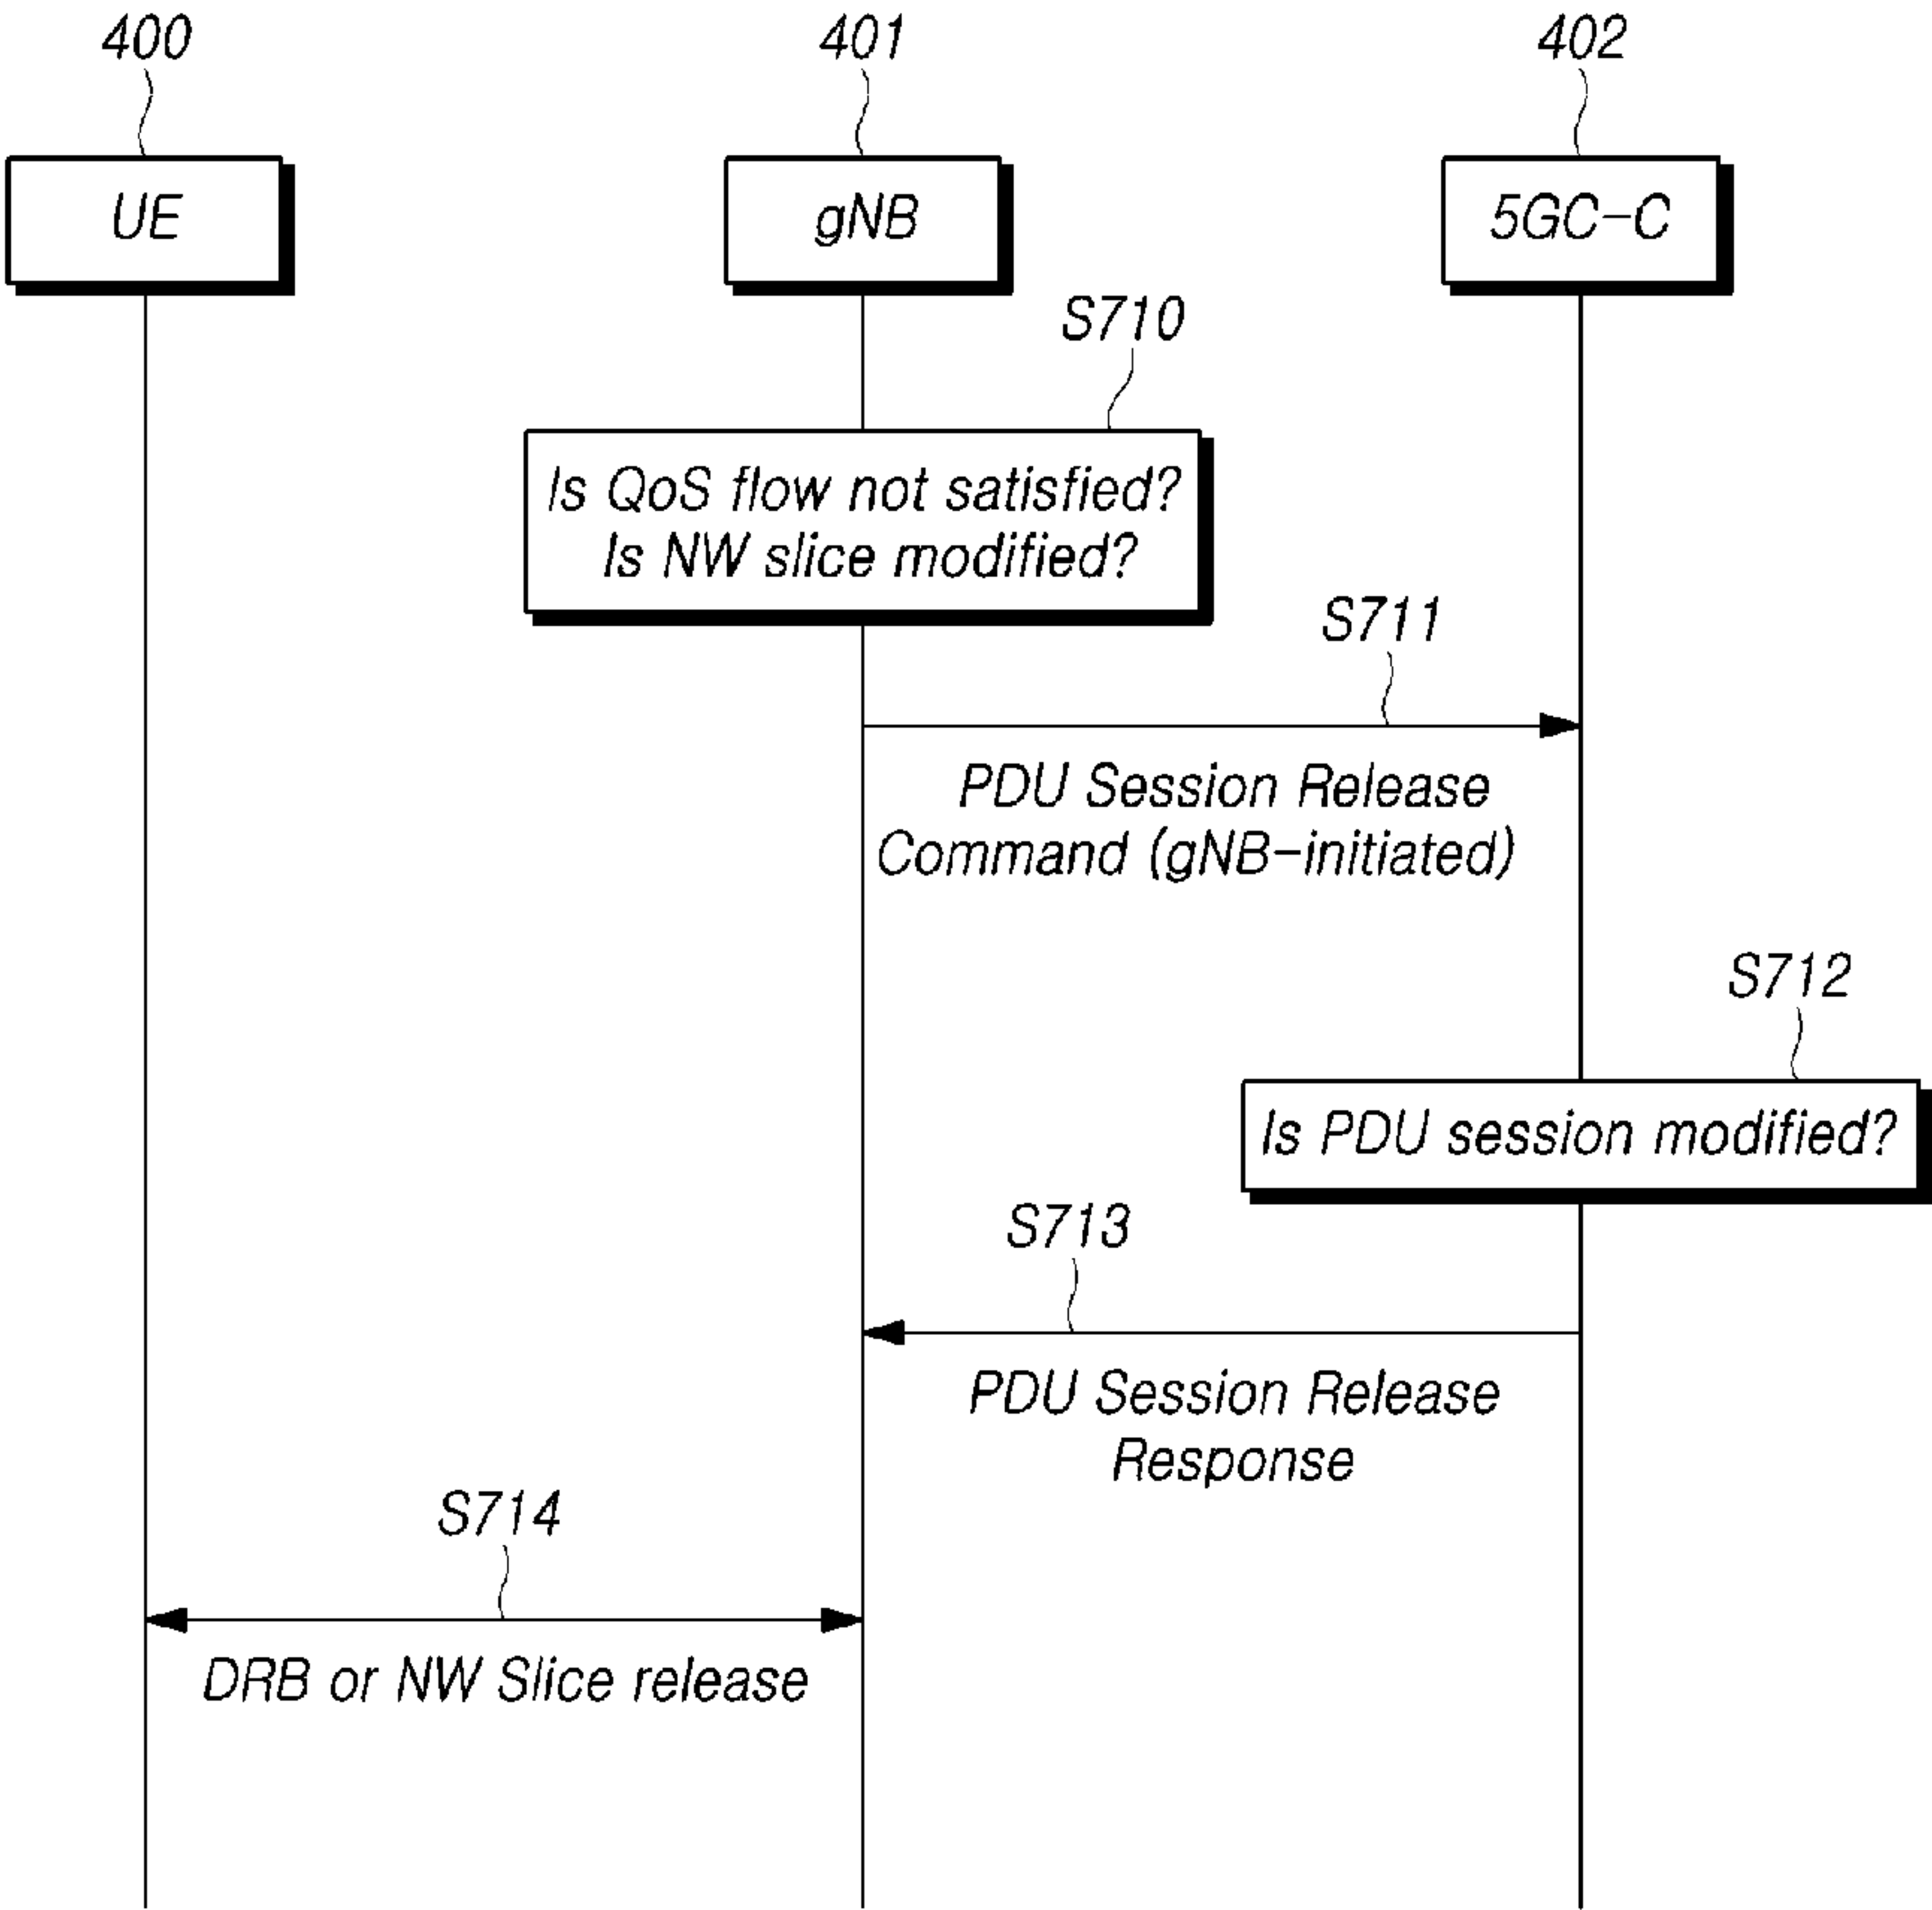 400
401
402
UE
gNB
5GC-C
S710
Is QoS flow not satisfied?
Is NW slice modified?
S711
PDU Session Release
Command (gNB-initiated)
S712
Is PDU session modified?
S713
PDU Session Release
Response
S714
DRB or NW Slice release